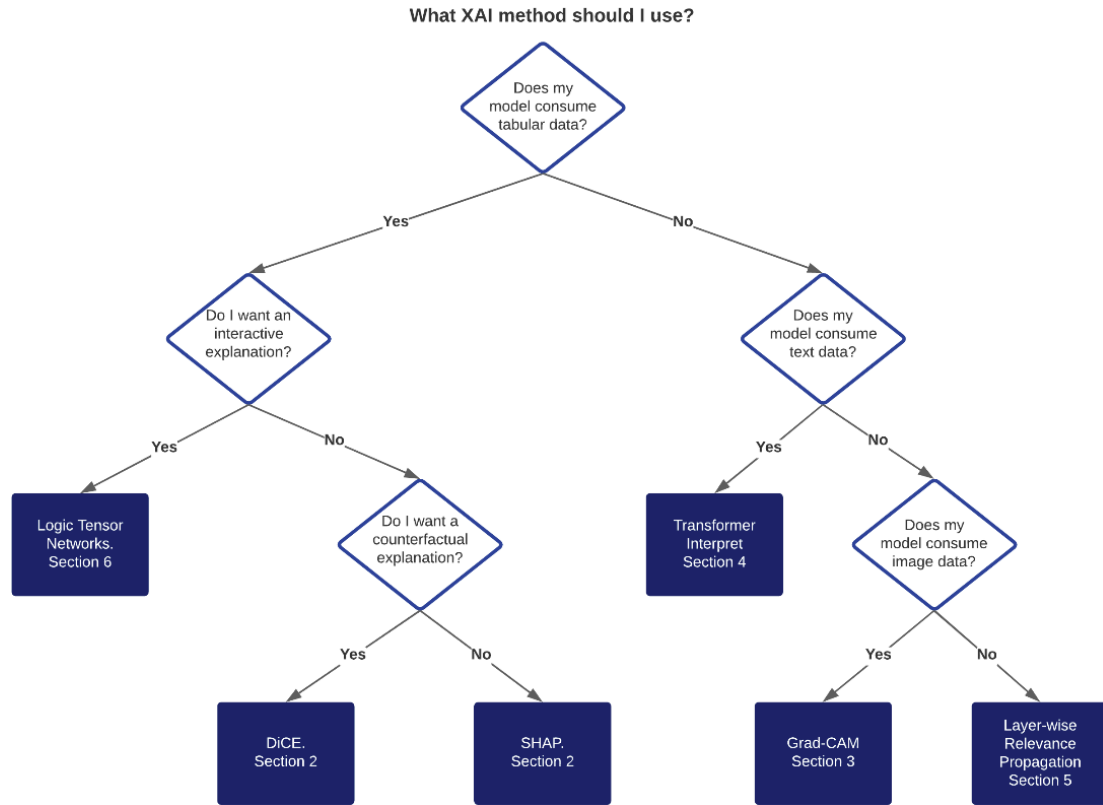 What XAI method should I use?
Does my
model consume
tabular data?
Yes
No
Do I want an
interactive
explanation?
Does my
model consume
text data?
Yes
No
Yes
No
Logic Tensor
Networks.
Section 6
Do I want a
counterfactual
explanation?
Transformer
Interpret
Section 4
Does my
model consume
image data?
Yes
No
Yes
No
DiCE.
Section 2
SHAP.
Section 2
Grad-CAM
Section 3
Layer-wise
Relevance
Propagation
Section 5